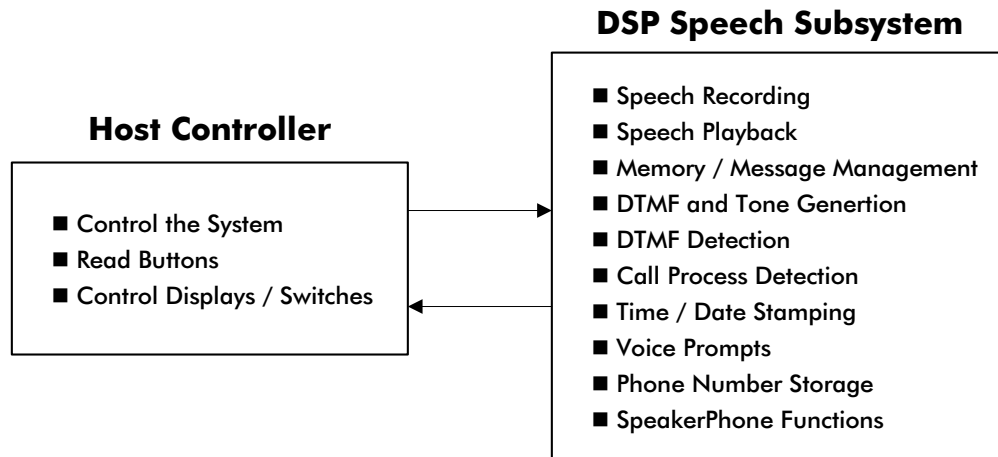 DSP Speech Subsystem
■ Speech Recording
■ Speech Playback
■ Memory / Message Management
■ DTMF and Tone Genertion
■ DTMF Detection
■ Call Process Detection
■ Time / Date Stamping
■ Voice Prompts
■ Phone Number Storage
■ SpeakerPhone Functions
Host Controller
■ Control the System
■ Read Buttons
■ Control Displays / Switches